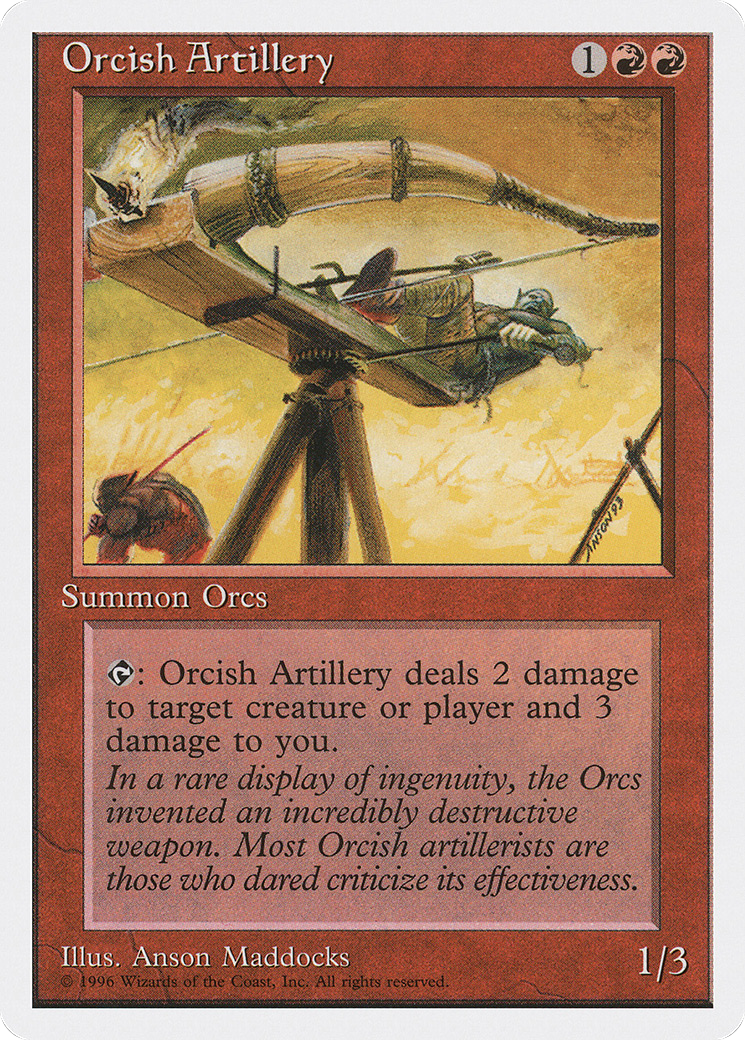 Orcish Artillery 1
ANSON 93
Summon Orcs
: Orcish Artillery deals 2 damage
to target creature or player and 3
damage to you.
In a rare display of ingenuity, the Orcs
invented an incredibly destructive
weapon. Most Orcish artillerists are
those who dared criticize its effectiveness.
Illus. Anson Maddocks 1/3
© 1996 Wizards of the Coast, Inc. All rights reserved.